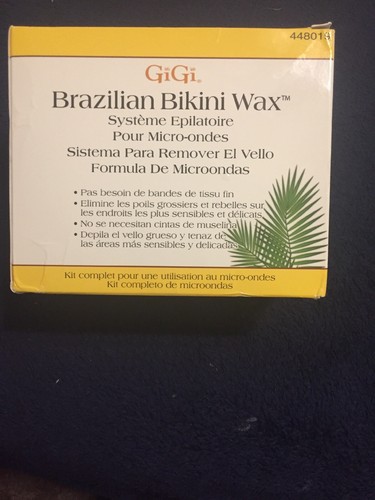 448013
GiGi®
Brazilian Bikini Wax™
Système Epilatoire
Pour Micro-ondes
Sistema Para Remover El Vello
Formula De Microondas
• Pas besoin de bandes de tissu fin
• Elimine les poils grossiers et rebelles sur
les endroits les plus sensibles et délicats
• No se necesitan cintas de muselina
• Depila el vello grueso y tenaz de
las áreas más sensibles y delicada
Kit complet pour une utilisation au micro-ondes
Kit completo de microondas